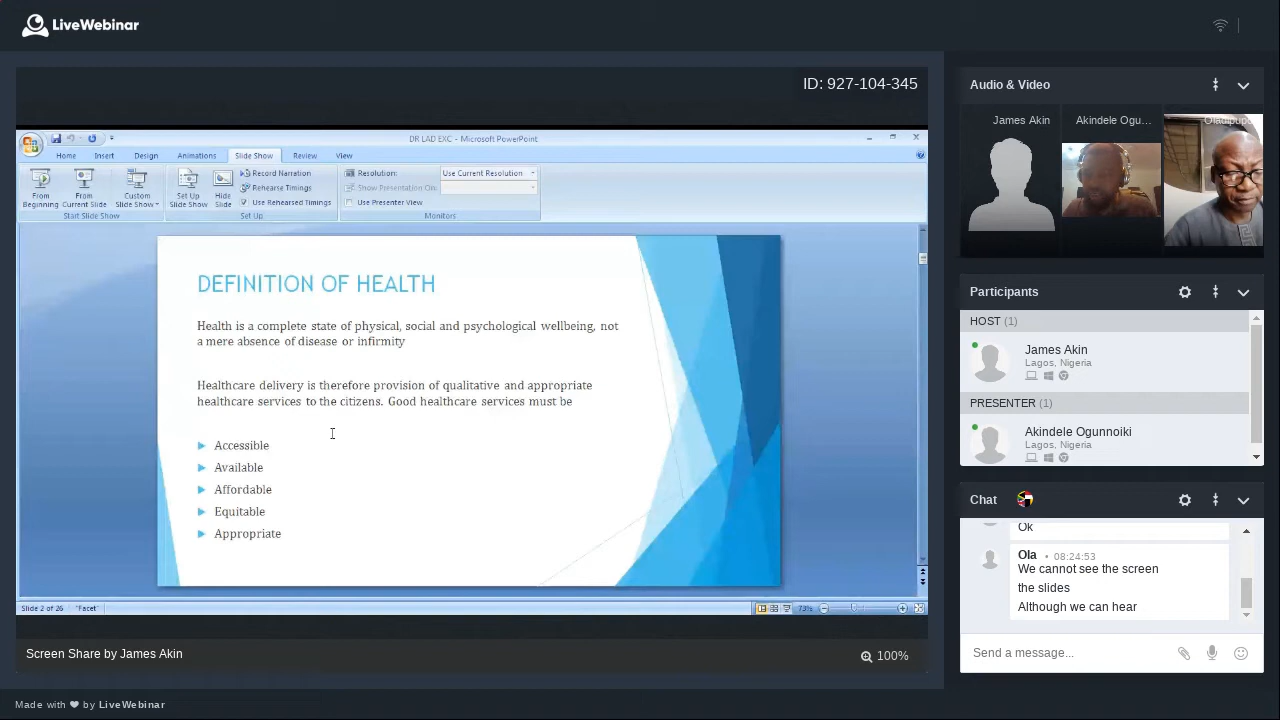 LiveWebinar
ID: 927-104-345
DR LAD EXC - Microsoft PowerPoint
Home Insert Design Animations Slide Show Review View
From Beginning
From Current Slide
Custom Slide Show
Start Slide Show
Set Up Slide Show
Hide Slide
Record Narration
Rehearse Timings
Use Rehearsed Timings
Set Up
Resolution: Use Current Resolution
Show Presentation On:
Use Presenter View
Monitors
DEFINITION OF HEALTH
Health is a complete state of physical, social and psychological wellbeing, not
a mere absence of disease or infirmity
Healthcare delivery is therefore provision of qualitative and appropriate
healthcare services to the citizens. Good healthcare services must be
Accessible
Available
Affordable
Equitable
Appropriate
Slide 2 of 26 "Facet" 73%
Screen Share by James Akin
100%
Made with ❤ by LiveWebinar
Audio & Video
James Akin
Akindele Ogu...
Participants
HOST (1)
James Akin
Lagos, Nigeria
PRESENTER (1)
Akindele Ogunnoiki
Lagos, Nigeria
Chat
Ok
Ola • 08:24:53
We cannot see the screen
the slides
Although we can hear
Send a message...